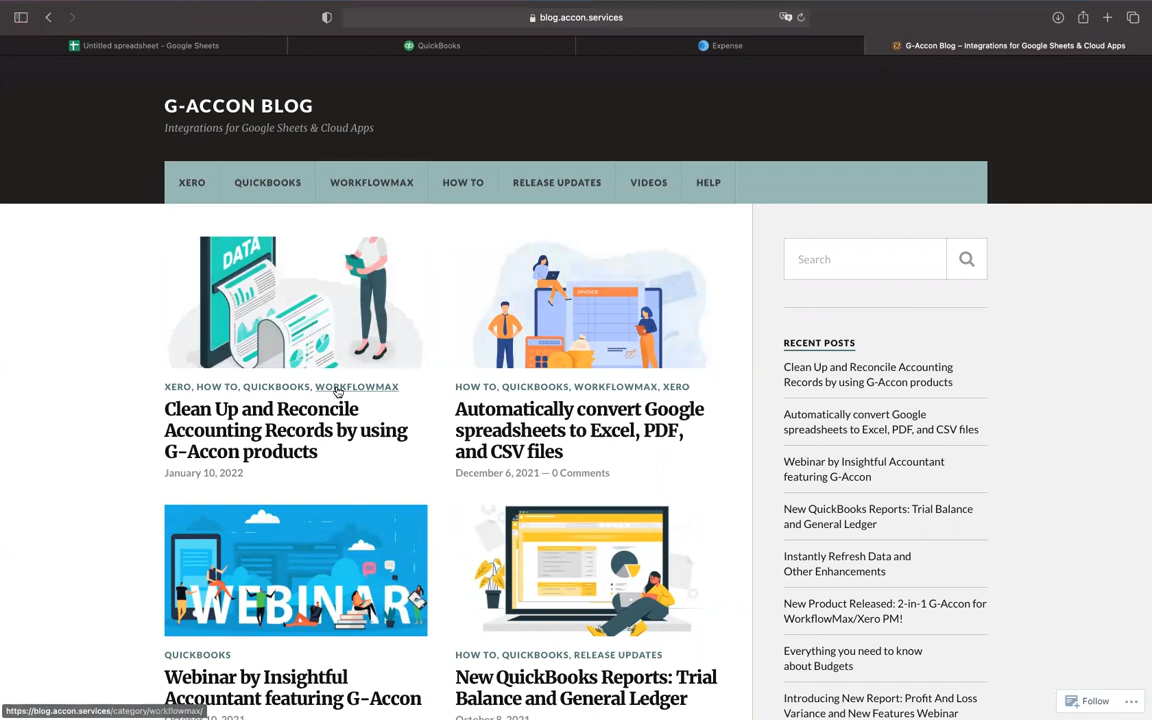 blog.accon.services
Untitled spreadsheet - Google Sheets
QuickBooks
Expense
G-Accon Blog – Integrations for Google Sheets & Cloud Apps
G-ACCON BLOG
Integrations for Google Sheets & Cloud Apps
XERO
QUICKBOOKS
WORKFLOWMAX
HOW TO
RELEASE UPDATES
VIDEOS
HELP
DATA
XERO, HOW TO, QUICKBOOKS, WORKFLOWMAX
Clean Up and Reconcile
Accounting Records by using
G-Accon products
January 10, 2022
INVOICE
HOW TO, QUICKBOOKS, WORKFLOWMAX, XERO
Automatically convert Google
spreadsheets to Excel, PDF,
and CSV files
December 6, 2021 — 0 Comments
WEBINAR
QUICKBOOKS
Webinar by Insightful
Accountant featuring G-Accon
October 10, 2021
HOW TO, QUICKBOOKS, RELEASE UPDATES
New QuickBooks Reports: Trial
Balance and General Ledger
October 8, 2021
Search
RECENT POSTS
Clean Up and Reconcile Accounting
Records by using G-Accon products
Automatically convert Google
spreadsheets to Excel, PDF, and CSV files
Webinar by Insightful Accountant
featuring G-Accon
New QuickBooks Reports: Trial Balance
and General Ledger
Instantly Refresh Data and
Other Enhancements
New Product Released: 2-in-1 G-Accon for
WorkflowMax/Xero PM!
Everything you need to know
about Budgets
Introducing New Report: Profit And Loss
Variance and New Features Webinar
Follow
https://blog.accon.services/category/workflowmax/